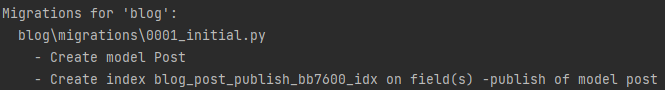 Migrations for 'blog':
blog\migrations\0001_initial.py
- Create model Post
- Create index blog_post_publish_bb7600_idx on field(s) -publish of model post